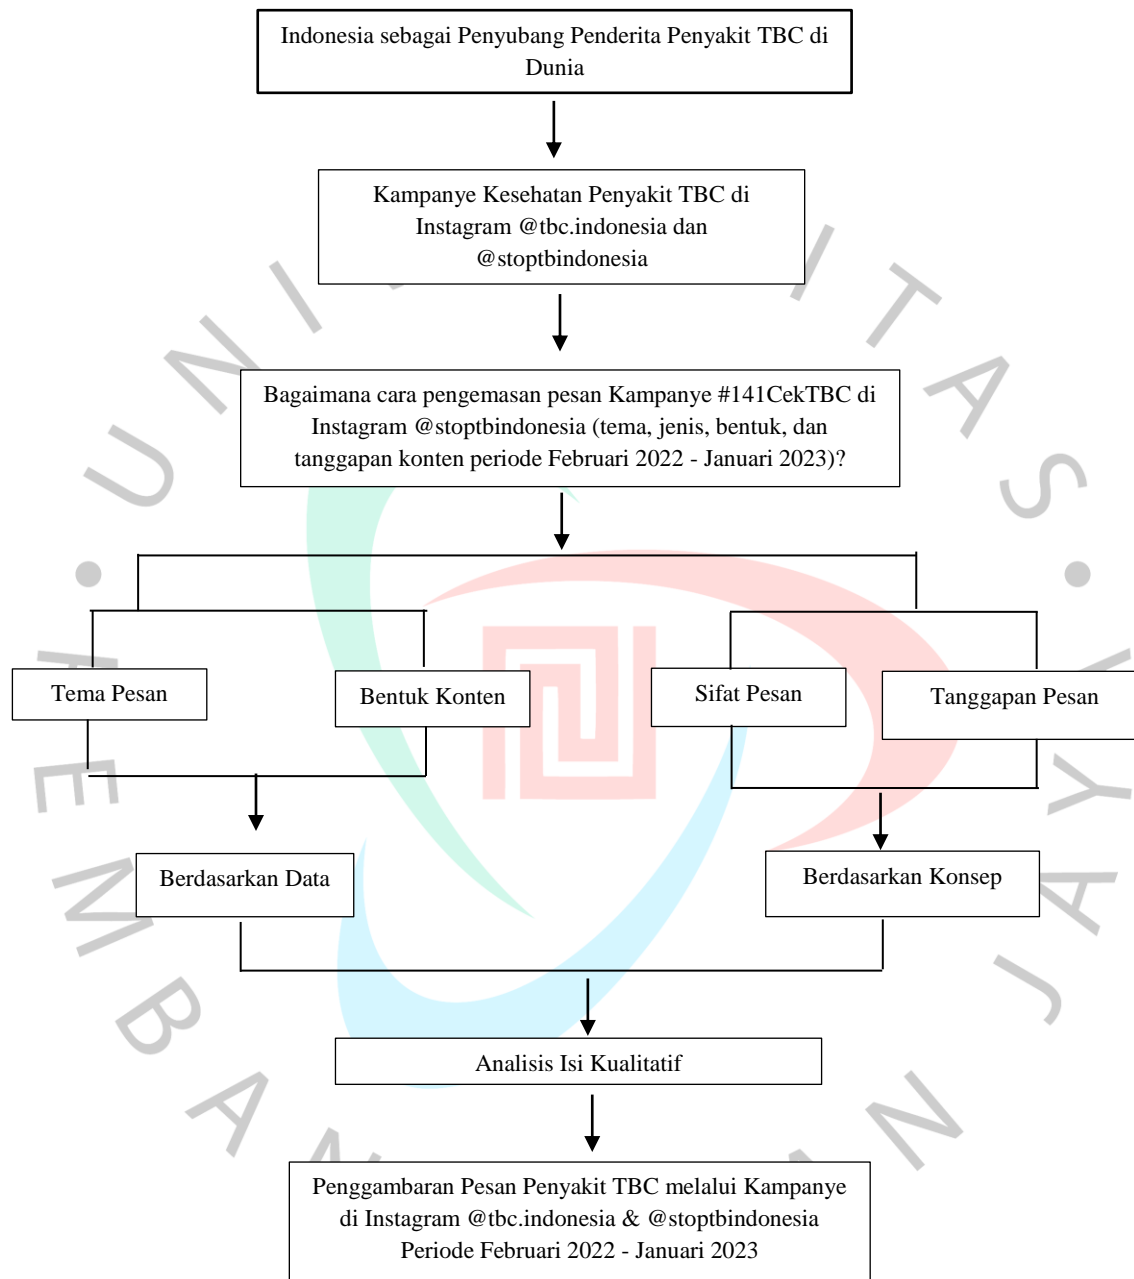 Indonesia sebagai Penyubang Penderita Penyakit TBC di
Dunia
Kampanye Kesehatan Penyakit TBC di
Instagram @tbc.indonesia dan
@stoptbindonesia
Bagaimana cara pengemasan pesan Kampanye #141CekTBC di
Instagram @stoptbindonesia (tema, jenis, bentuk, dan
tanggapan konten periode Februari 2022 - Januari 2023)?
Tema Pesan
Bentuk Konten
Sifat Pesan
Tanggapan Pesan
Berdasarkan Data
Berdasarkan Konsep
Analisis Isi Kualitatif
Penggambaran Pesan Penyakit TBC melalui Kampanye
di Instagram @tbc.indonesia & @stoptbindonesia
Periode Februari 2022 - Januari 2023